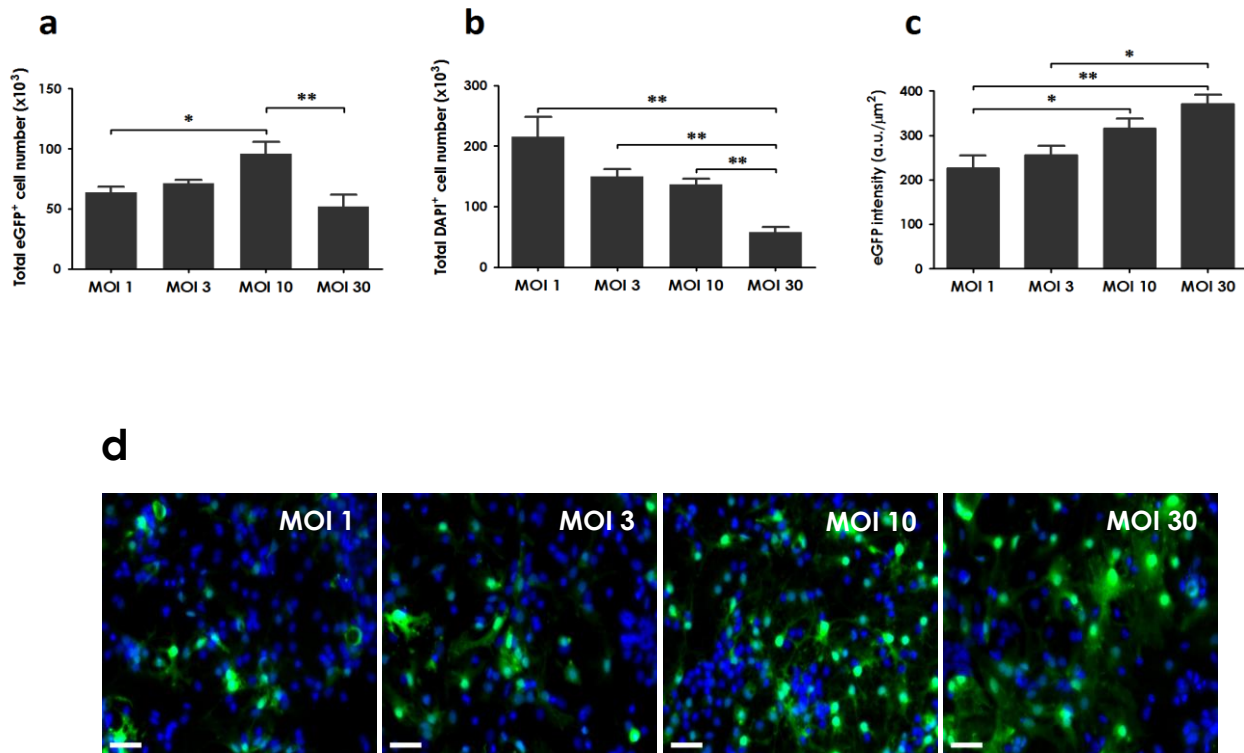 a
Total eGFP⁺ cell number (x10³)
150
100
50
0
*
**
MOI 1 MOI 3 MOI 10 MOI 30
b
Total DAPI⁺ cell number (x10³)
300
200
100
0
**
**
**
MOI 1 MOI 3 MOI 10 MOI 30
c
eGFP intensity (a.u./µm²)
400
300
200
100
0
*
**
*
MOI 1 MOI 3 MOI 10 MOI 30
d
MOI 1 MOI 3 MOI 10 MOI 30